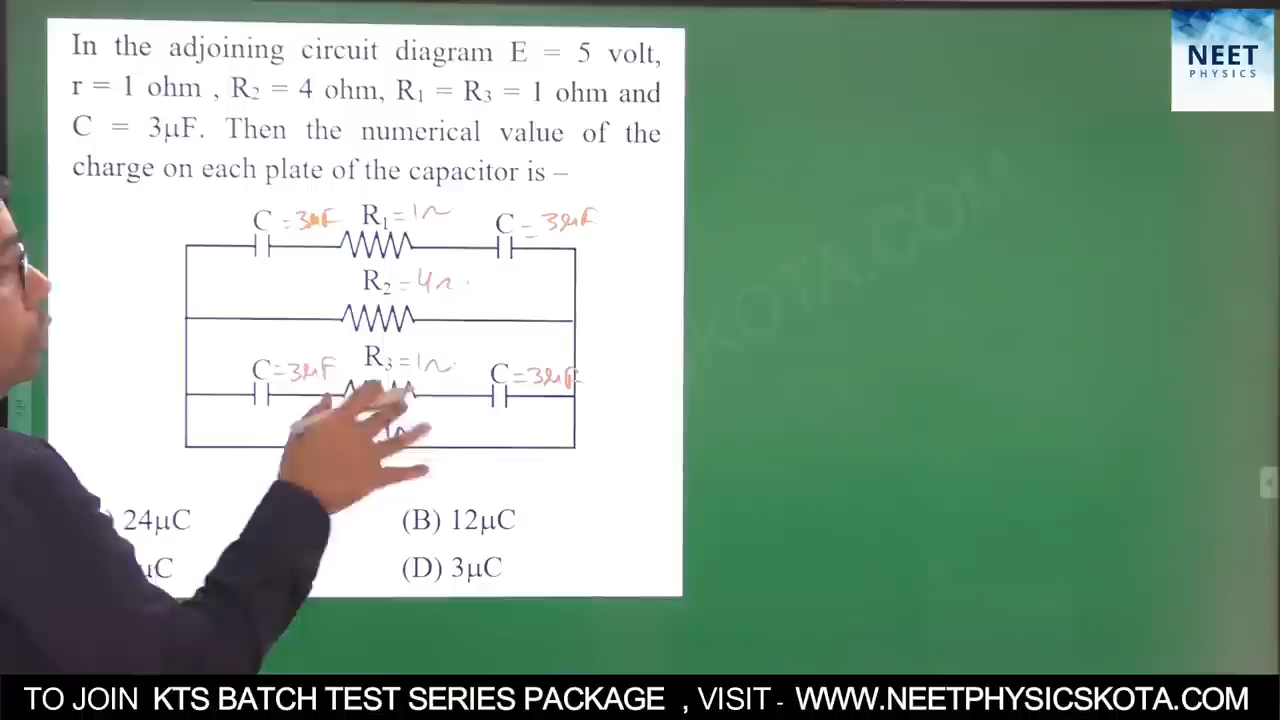 NEET
PHYSICS
In the adjoining circuit diagram E = 5 volt,
r = 1 ohm , R₂ = 4 ohm, R₁ = R₃ = 1 ohm and
C = 3μF. Then the numerical value of the
charge on each plate of the capacitor is –
C = 3μF R₁ = 1Ω C = 3μF
R₂ = 4Ω
C = 3μF R₃ = 1Ω C = 3μF
24μC (B) 12μC
μC (D) 3μC
KOTA.COM
TO JOIN KTS BATCH TEST SERIES PACKAGE , VISIT - WWW.NEETPHYSICSKOTA.COM